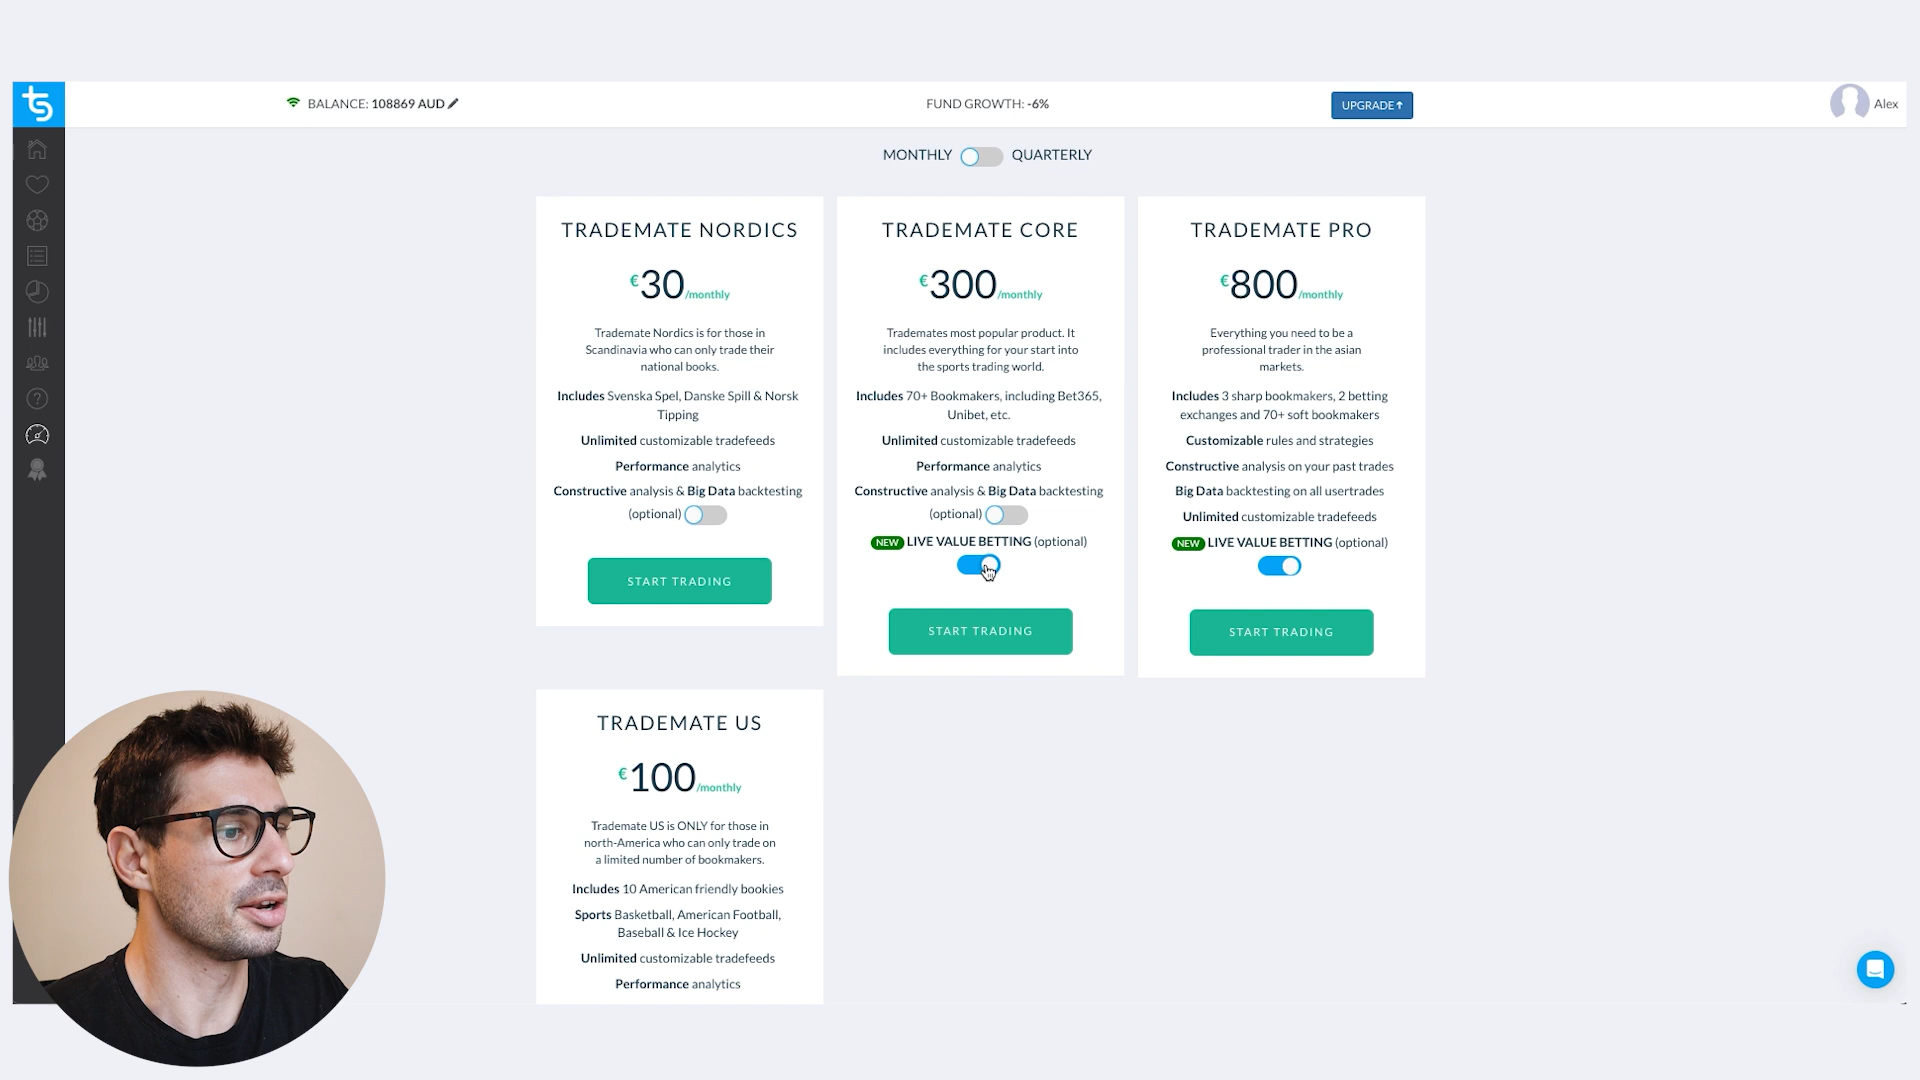 ts
BALANCE: 108869 AUD
FUND GROWTH: -6%
UPGRADE
Alex
MONTHLY
QUARTERLY
TRADEMATE NORDICS
€30/monthly
Trademate Nordics is for those in
Scandinavia who can only trade their
national books.
Includes Svenska Spel, Danske Spill & Norsk
Tipping
Unlimited customizable tradefeeds
Performance analytics
Constructive analysis & Big Data backtesting
(optional)
START TRADING
TRADEMATE CORE
€300/monthly
Trademates most popular product. It
includes everything for your start into
the sports trading world.
Includes 70+ Bookmakers, including Bet365,
Unibet, etc.
Unlimited customizable tradefeeds
Performance analytics
Constructive analysis & Big Data backtesting
(optional)
NEW LIVE VALUE BETTING (optional)
START TRADING
TRADEMATE PRO
€800/monthly
Everything you need to be a
professional trader in the asian
markets.
Includes 3 sharp bookmakers, 2 betting
exchanges and 70+ soft bookmakers
Customizable rules and strategies
Constructive analysis on your past trades
Big Data backtesting on all usertrades
Unlimited customizable tradefeeds
NEW LIVE VALUE BETTING (optional)
START TRADING
TRADEMATE US
€100/monthly
Trademate US is ONLY for those in
north-America who can only trade on
a limited number of bookmakers.
Includes 10 American friendly bookies
Sports Basketball, American Football,
Baseball & Ice Hockey
Unlimited customizable tradefeeds
Performance analytics